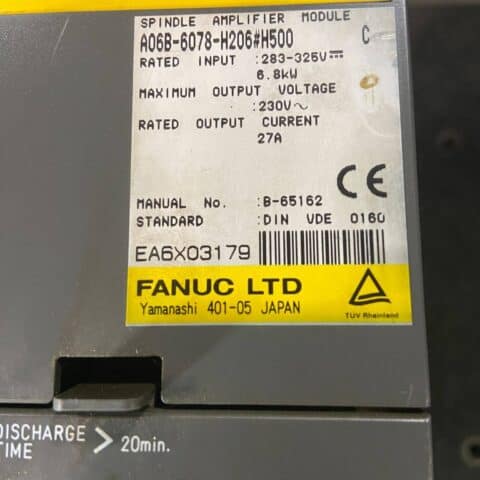 SPINDLE AMPLIFIER MODULE
A06B-6078-H206#H500 C
RATED INPUT :283-325V⎓
6.8kW
MAXIMUM OUTPUT VOLTAGE
:230V~
RATED OUTPUT CURRENT
27A
MANUAL No. :B-65162
STANDARD :DIN VDE 0160
CE
EA6X03179
FANUC LTD
Yamanashi 401-05 JAPAN
TUV Rheinland
DISCHARGE TIME > 20min.